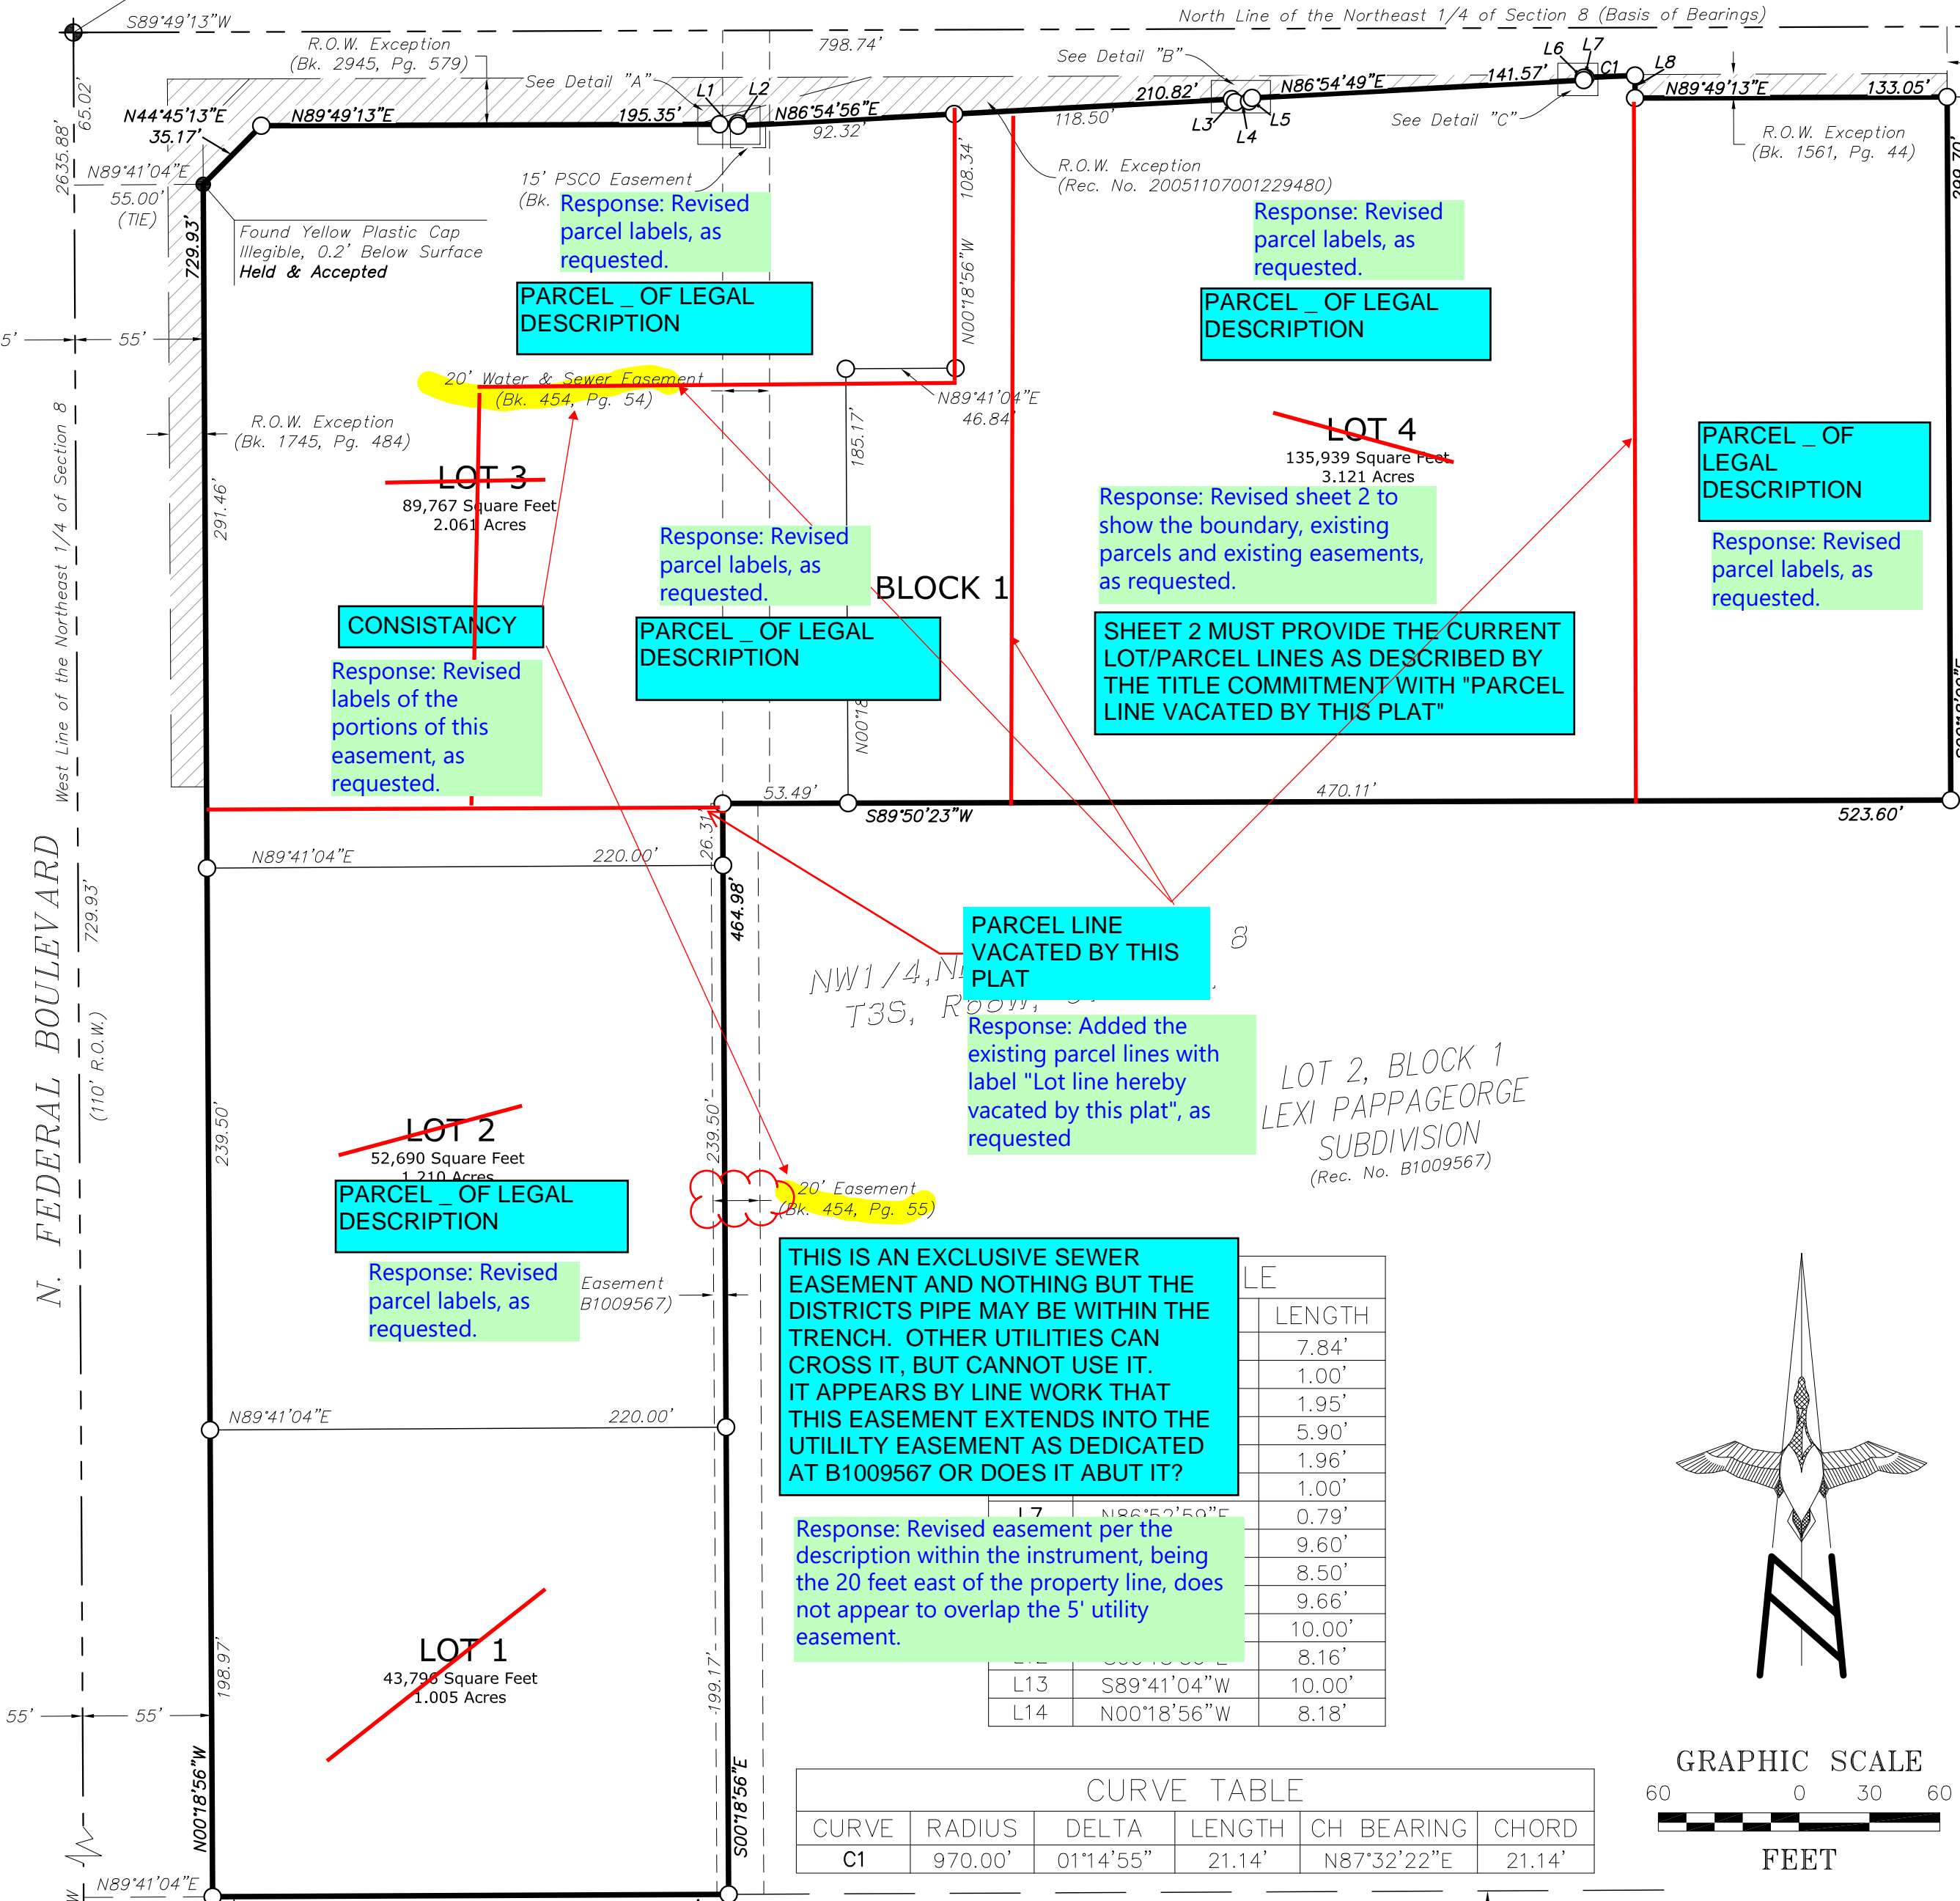 S89°49'13"W
North Line of the Northeast 1/4 of Section 8 (Basis of Bearings)
R.O.W. Exception
(Bk. 2945, Pg. 579)
798.74'
See Detail "A"
See Detail "B"
L6
L7
C1
L8
65.02'
2635.88'
N44°45'13"E
35.17'
N89°49'13"E
195.35'
L1
L2
N86°54'56"E
92.32'
118.50'
210.82'
L3
L4
L5
N86°54'49"E
141.57'
See Detail "C"
N89°49'13"E
133.05'
R.O.W. Exception
(Bk. 1561, Pg. 44)
299.70'
N89°41'04"E
55.00'
(TIE)
15' PSCO Easement
(Bk.
R.O.W. Exception
(Rec. No. 20051107001229480)
108.34'
N00°18'56"W
Found Yellow Plastic Cap
Illegible, 0.2' Below Surface
Held & Accepted
729.93'
Response: Revised
parcel labels, as
requested.
Response: Revised
parcel labels, as
requested.
PARCEL _ OF LEGAL
DESCRIPTION
PARCEL _ OF LEGAL
DESCRIPTION
5'
55'
20' Water & Sewer Easement
(Bk. 454, Pg. 54)
N89°41'04"E
46.84'
185.17'
R.O.W. Exception
(Bk. 1745, Pg. 484)
291.46'
West Line of the Northeast 1/4 of Section 8
LOT 3
89,767 Square Feet
2.061 Acres
LOT 4
135,939 Square Feet
3.121 Acres
PARCEL _ OF
LEGAL
DESCRIPTION
Response: Revised
parcel labels, as
requested.
Response: Revised sheet 2 to
show the boundary, existing
parcels and existing easements,
as requested.
Response: Revised
parcel labels, as
requested.
BLOCK 1
CONSISTANCY
PARCEL _ OF LEGAL
DESCRIPTION
SHEET 2 MUST PROVIDE THE CURRENT
LOT/PARCEL LINES AS DESCRIBED BY
THE TITLE COMMITMENT WITH "PARCEL
LINE VACATED BY THIS PLAT"
Response: Revised
labels of the
portions of this
easement, as
requested.
N00°18
53.49'
S89°50'23"W
470.11'
523.60'
26.31'
N89°41'04"E
220.00'
464.98'
N. FEDERAL BOULEVARD
729.93'
(110' R.O.W.)
PARCEL LINE
VACATED BY THIS
PLAT
8
NW1/4,N
T3S,
Response: Added the
existing parcel lines with
label "Lot line hereby
vacated by this plat", as
requested
LOT 2, BLOCK 1
LEXI PAPPAGEORGE
SUBDIVISION
(Rec. No. B1009567)
239.50'
239.50'
LOT 2
52,690 Square Feet
1.210 Acres
PARCEL _ OF LEGAL
DESCRIPTION
Response: Revised
parcel labels, as
requested.
20' Easement
(Bk. 454, Pg. 55)
Easement
B1009567)
THIS IS AN EXCLUSIVE SEWER
EASEMENT AND NOTHING BUT THE
DISTRICTS PIPE MAY BE WITHIN THE
TRENCH.  OTHER UTILITIES CAN
CROSS IT, BUT CANNOT USE IT.
IT APPEARS BY LINE WORK THAT
THIS EASEMENT EXTENDS INTO THE
UTILILTY EASEMENT AS DEDICATED
AT B1009567 OR DOES IT ABUT IT?
LE
LENGTH
7.84'
1.00'
1.95'
5.90'
1.96'
1.00'
L7 N86°52'59"E 0.79'
9.60'
8.50'
9.66'
10.00'
8.16'
L13 S89°41'04"W 10.00'
L14 N00°18'56"W 8.18'
Response: Revised easement per the
description within the instrument, being
the 20 feet east of the property line, does
not appear to overlap the 5' utility
easement.
N89°41'04"E
220.00'
LOT 1
43,796 Square Feet
1.005 Acres
198.97'
199.17'
55'
55'
N00°18'56"W
S00°18'56"E
N89°41'04"E
CURVE TABLE
CURVE RADIUS DELTA LENGTH CH BEARING CHORD
C1 970.00' 01°14'55" 21.14' N87°32'22"E 21.14'
GRAPHIC SCALE
60 0 30 60
FEET